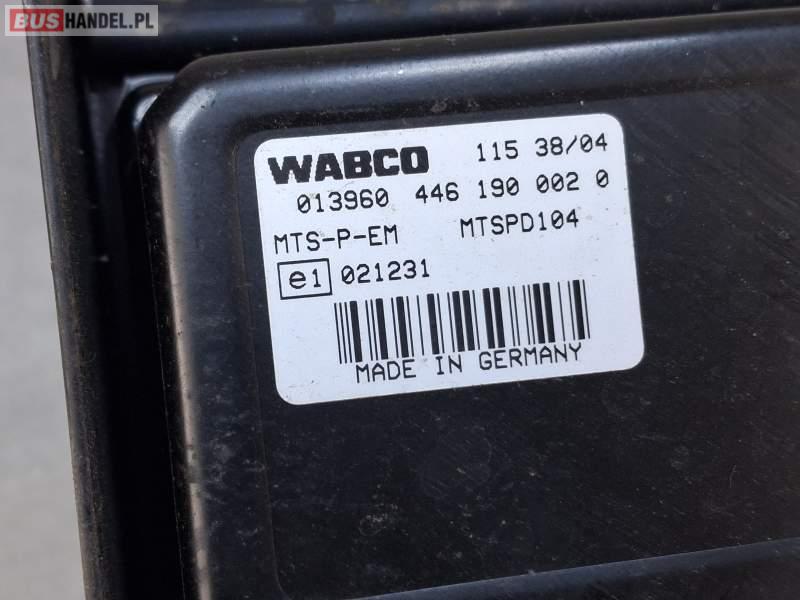 BUSHANDEL.PL
WABCO 115 38/04
013960 446 190 002 0
MTS-P-EM MTSPD104
e1 021231
MADE IN GERMANY